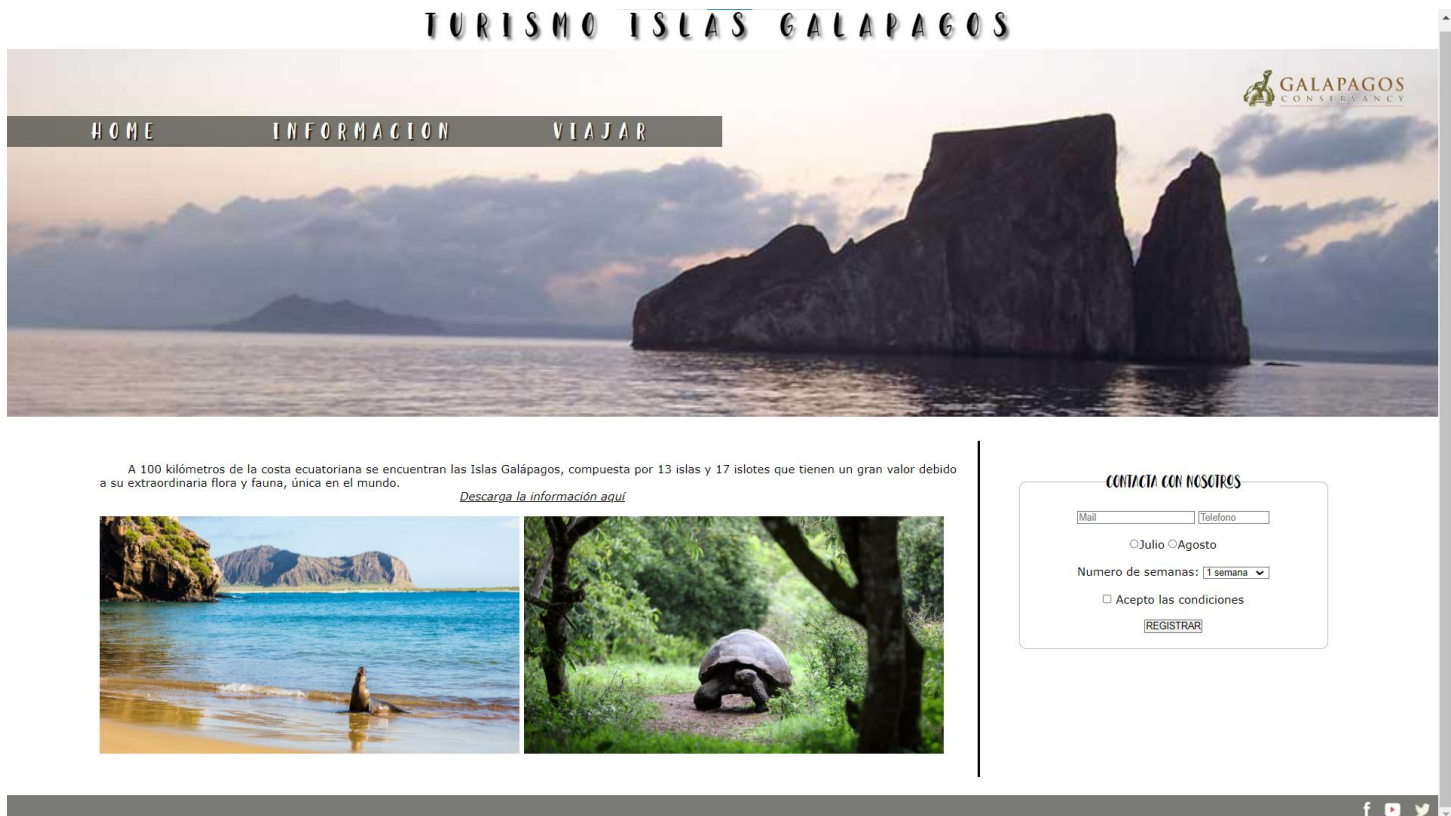 TURISMO ISLAS GALAPAGOS
GALAPAGOS
CONSERVANCY
HOME INFORMACION VIAJAR
A 100 kilómetros de la costa ecuatoriana se encuentran las Islas Galápagos, compuesta por 13 islas y 17 islotes que tienen un gran valor debido
a su extraordinaria flora y fauna, única en el mundo.
Descarga la información aquí
CONTACTA CON NOSOTROS
Mail Telefono
Julio Agosto
Numero de semanas: 1 semana
Acepto las condiciones
REGISTRAR